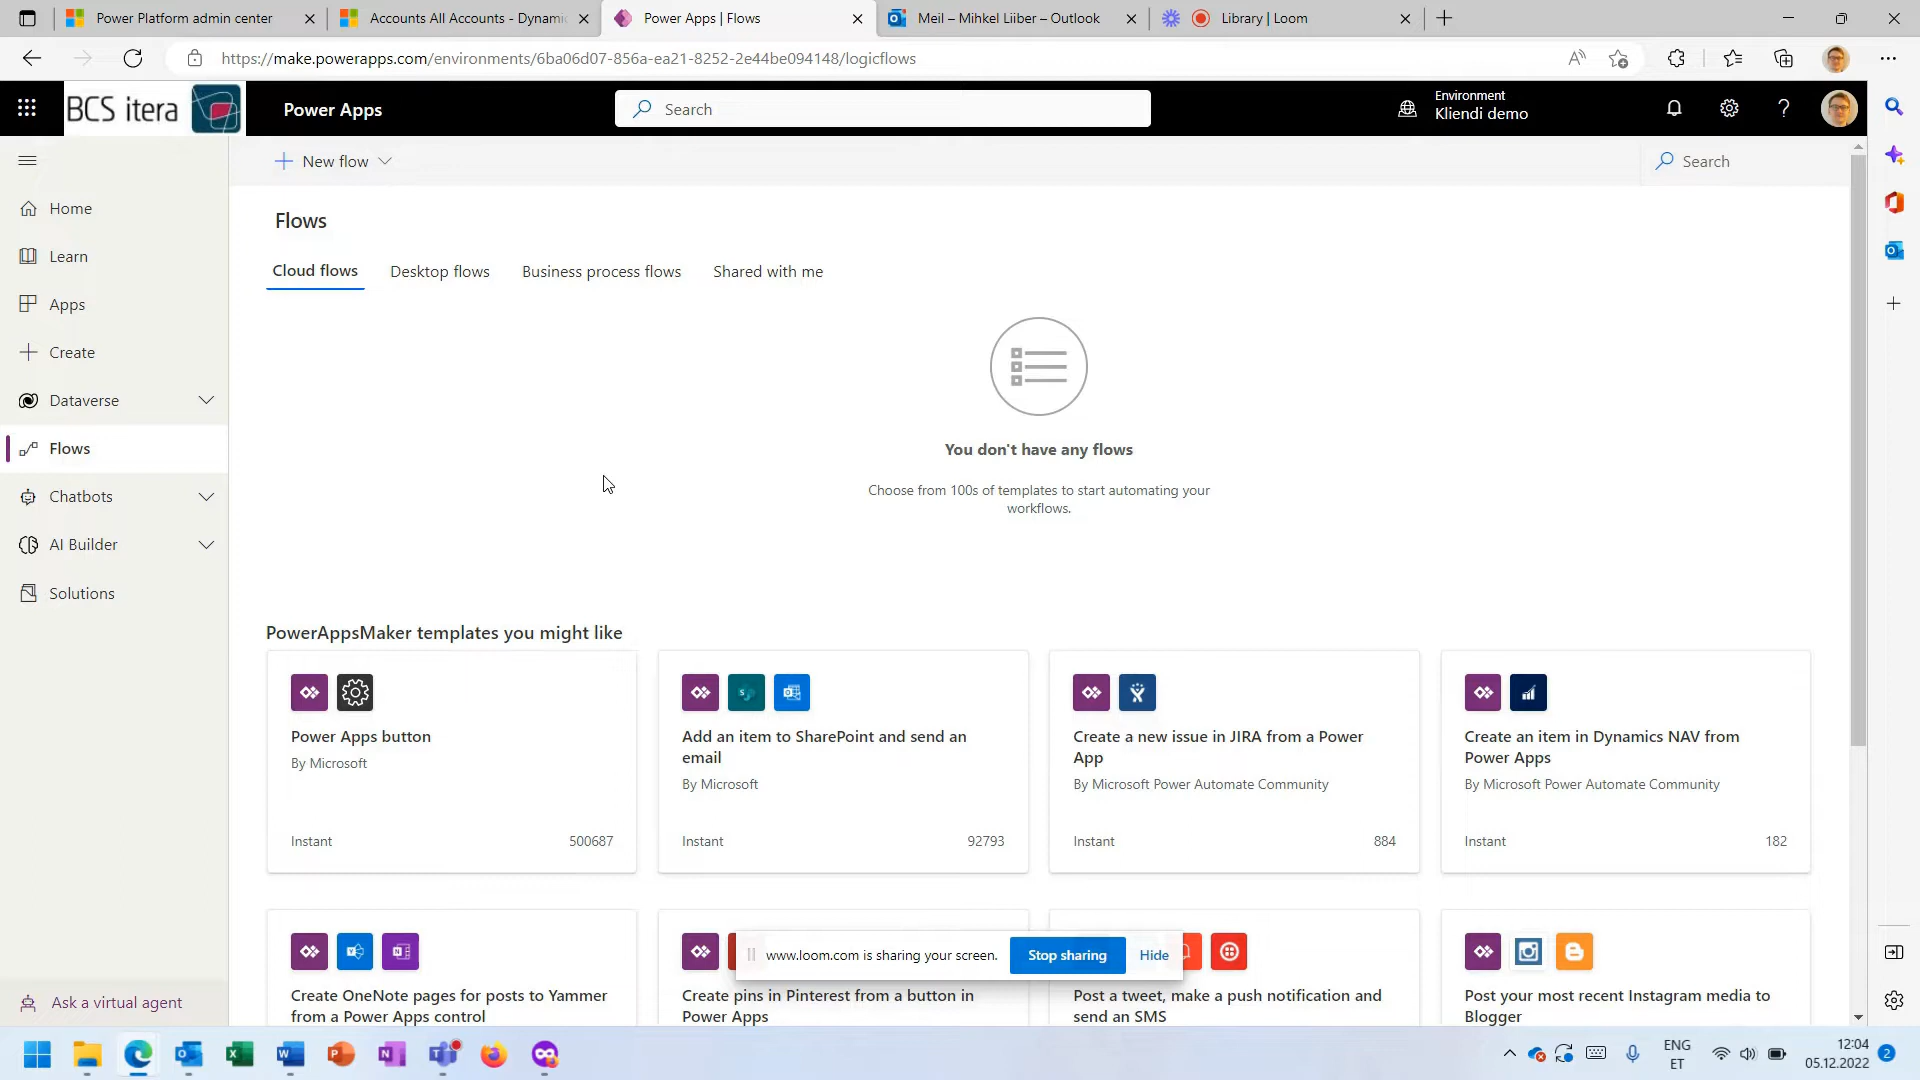 Power Platform admin center
Accounts All Accounts - Dynami
Power Apps | Flows
Meil – Mihkel Liiber – Outlook
Library | Loom
https://make.powerapps.com/environments/6ba06d07-856a-ea21-8252-2e44be094148/logicflows
BCS itera
Power Apps
Search
Environment
Kliendi demo
New flow
Search
Home
Learn
Apps
Create
Dataverse
Flows
Chatbots
AI Builder
Solutions
Ask a virtual agent
Flows
Cloud flows
Desktop flows
Business process flows
Shared with me
You don't have any flows
Choose from 100s of templates to start automating your
workflows.
PowerAppsMaker templates you might like
Power Apps button
By Microsoft
Instant 500687
Add an item to SharePoint and send an
email
By Microsoft
Instant 92793
Create a new issue in JIRA from a Power
App
By Microsoft Power Automate Community
Instant 884
Create an item in Dynamics NAV from
Power Apps
By Microsoft Power Automate Community
Instant 182
Create OneNote pages for posts to Yammer
from a Power Apps control
Create pins in Pinterest from a button in
Power Apps
Post a tweet, make a push notification and
send an SMS
Post your most recent Instagram media to
Blogger
www.loom.com is sharing your screen.
Stop sharing
Hide
ENG
ET
12:04
05.12.2022
2